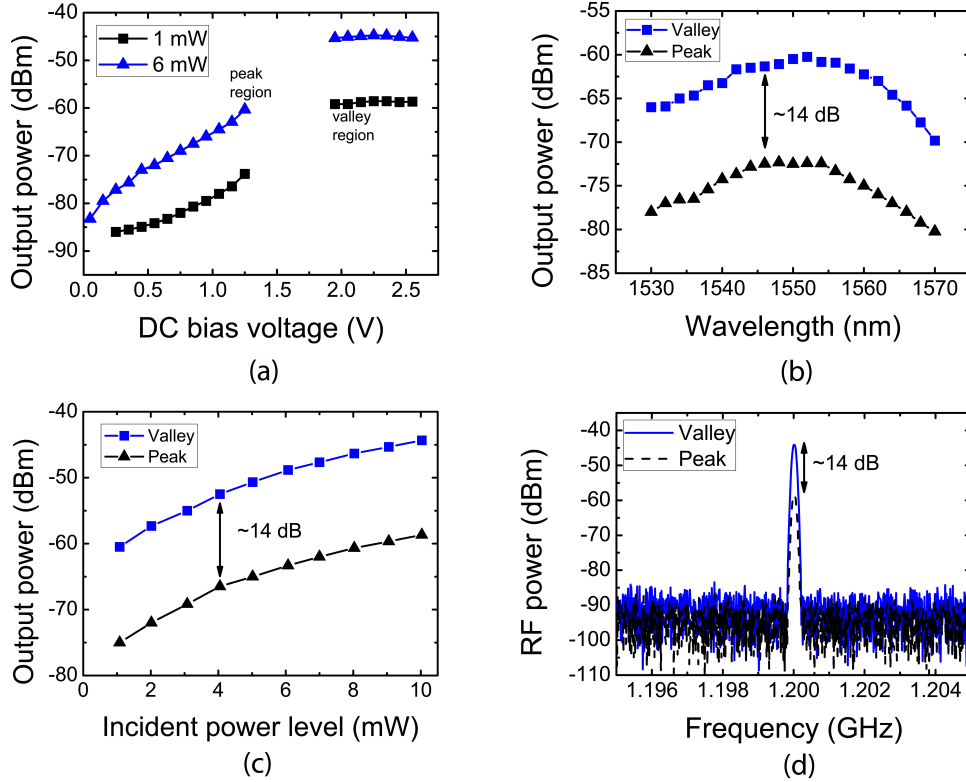 1 mW
6 mW
peak
region
valley
region
-40
-50
-60
-70
-80
-90
0.0
0.5
1.0
1.5
2.0
2.5
Output power (dBm)
DC bias voltage (V)
(a)
Valley
Peak
~14 dB
-55
-60
-65
-70
-75
-80
-85
1530
1540
1550
1560
1570
Output power (dBm)
Wavelength (nm)
(b)
Valley
Peak
~14 dB
-40
-50
-60
-70
-80
0
2
4
6
8
10
Output power (dBm)
Incident power level (mW)
(c)
Valley
Peak
~14 dB
-40
-50
-60
-70
-80
-90
-100
-110
1.196
1.198
1.200
1.202
1.204
RF power (dBm)
Frequency (GHz)
(d)